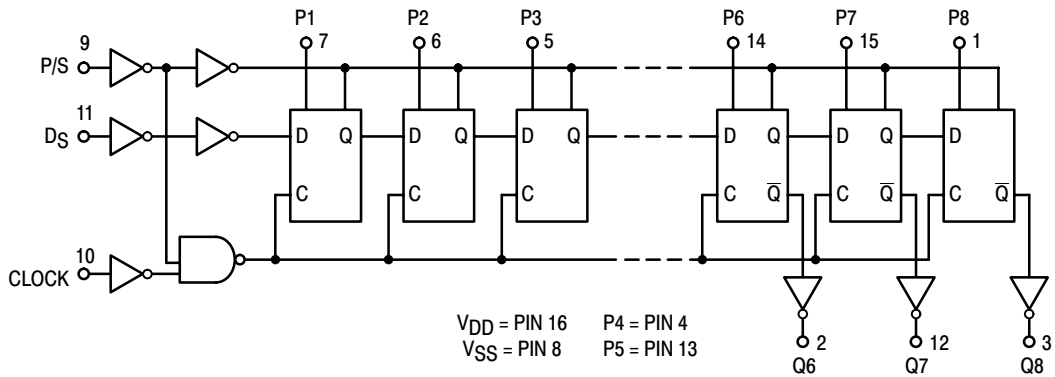 P1 P2 P3 P6 P7 P8
9 7 6 5 14 15 1
P/S
11
DS
D Q D Q D Q D Q D Q D
C C C C Q̅ C Q̅ C Q̅
10
CLOCK
VDD = PIN 16 P4 = PIN 4
VSS = PIN 8 P5 = PIN 13
2 12 3
Q6 Q7 Q8